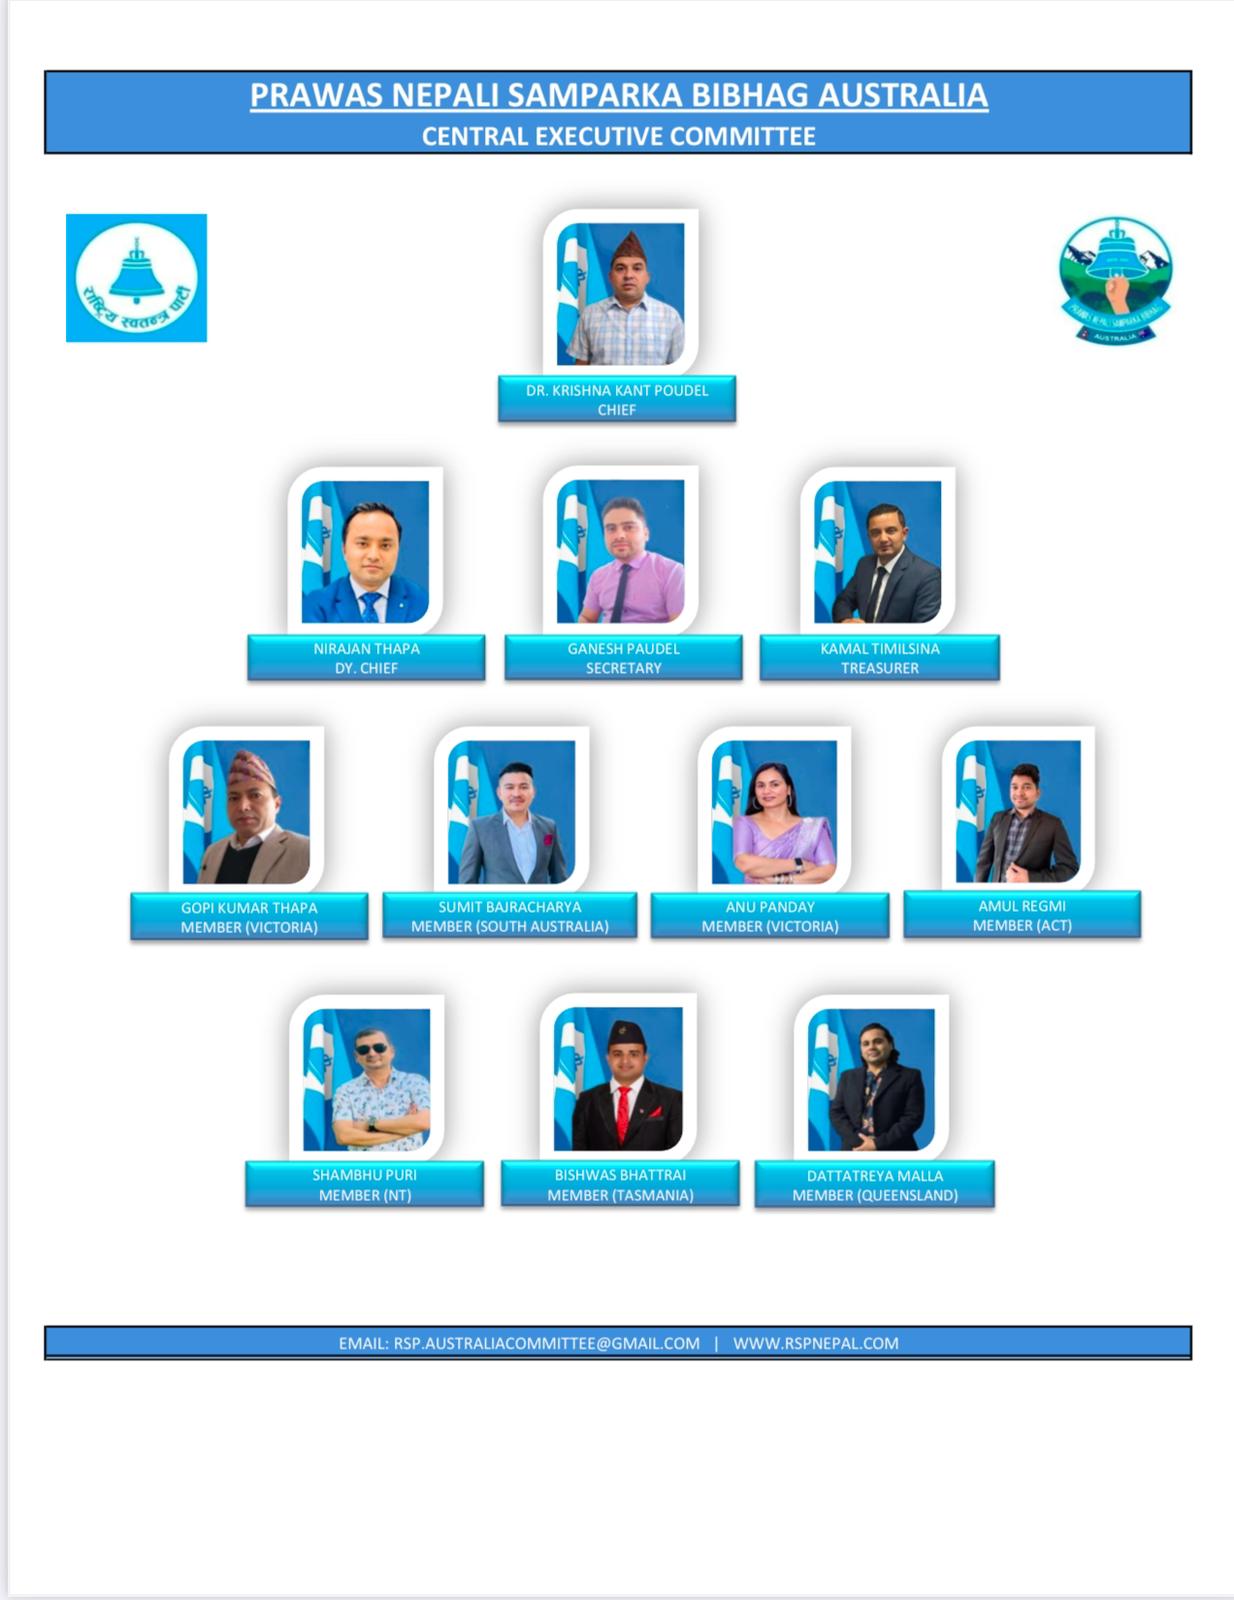 PRAWAS NEPALI SAMPARKA BIBHAG AUSTRALIA
CENTRAL EXECUTIVE COMMITTEE
राष्ट्रिय स्वतन्त्र पार्टी
PRAWAS NEPALI SAMPARKA BIBHAG
AUSTRALIA
DR. KRISHNA KANT POUDEL
CHIEF
NIRAJAN THAPA
DY. CHIEF
GANESH PAUDEL
SECRETARY
KAMAL TIMILSINA
TREASURER
GOPI KUMAR THAPA
MEMBER (VICTORIA)
SUMIT BAJRACHARYA
MEMBER (SOUTH AUSTRALIA)
ANU PANDAY
MEMBER (VICTORIA)
AMUL REGMI
MEMBER (ACT)
SHAMBHU PURI
MEMBER (NT)
BISHWAS BHATTRAI
MEMBER (TASMANIA)
DATTATREYA MALLA
MEMBER (QUEENSLAND)
EMAIL: RSP.AUSTRALIACOMMITTEE@GMAIL.COM | WWW.RSPNEPAL.COM